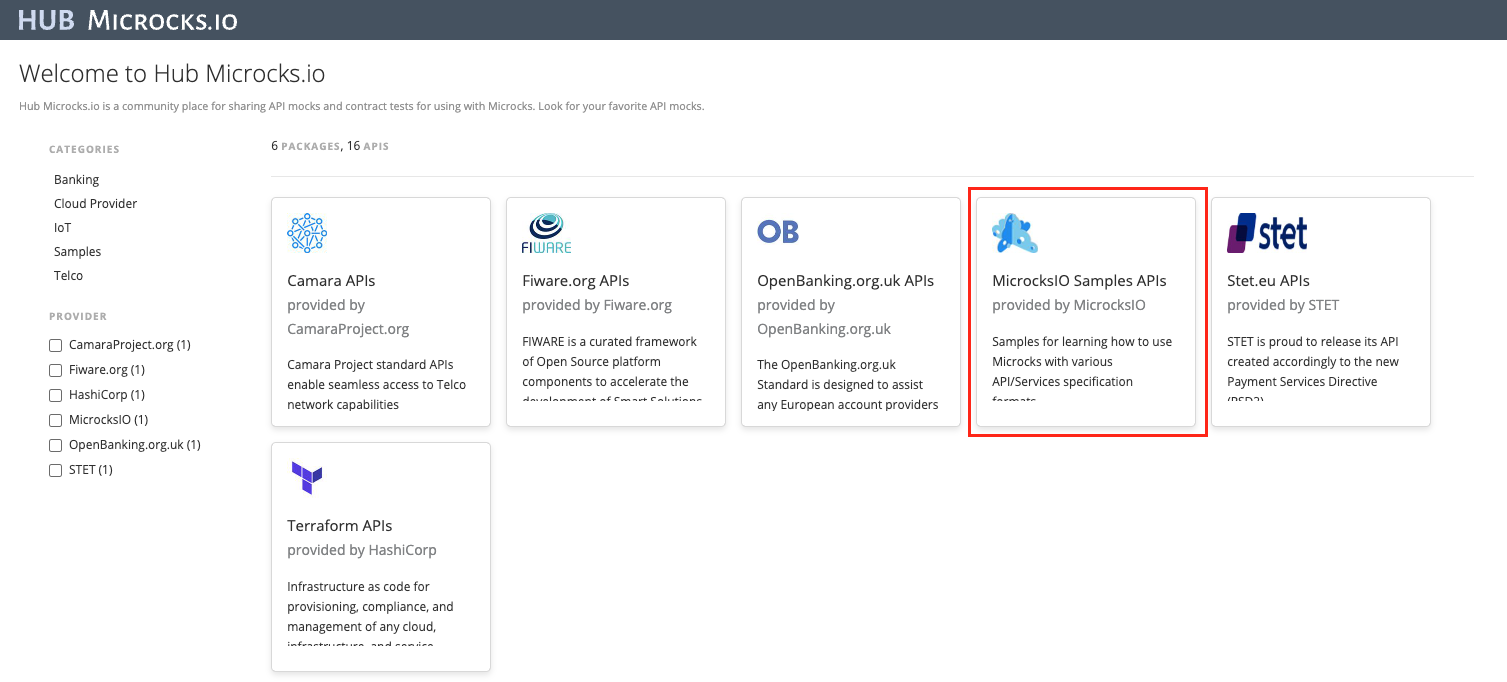 HUB MICROCKS.IO
Welcome to Hub Microcks.io
Hub Microcks.io is a community place for sharing API mocks and contract tests for using with Microcks. Look for your favorite API mocks.
CATEGORIES
Banking
Cloud Provider
IoT
Samples
Telco
PROVIDER
CamaraProject.org (1)
Fiware.org (1)
HashiCorp (1)
MicrocksIO (1)
OpenBanking.org.uk (1)
STET (1)
6 PACKAGES, 16 APIS
Camara APIs
provided by
CamaraProject.org
Camara Project standard APIs
enable seamless access to Telco
network capabilities
FIWARE
Fiware.org APIs
provided by Fiware.org
FIWARE is a curated framework
of Open Source platform
components to accelerate the
development of Smart Solutions
OB
OpenBanking.org.uk APIs
provided by
OpenBanking.org.uk
The OpenBanking.org.uk
Standard is designed to assist
any European account providers
MicrocksIO Samples APIs
provided by MicrocksIO
Samples for learning how to use
Microcks with various
API/Services specification
formats
stet
Stet.eu APIs
provided by STET
STET is proud to release its API
created accordingly to the new
Payment Services Directive
(PSD2)
Terraform APIs
provided by HashiCorp
Infrastructure as code for
provisioning, compliance, and
management of any cloud,
infrastructure, and service